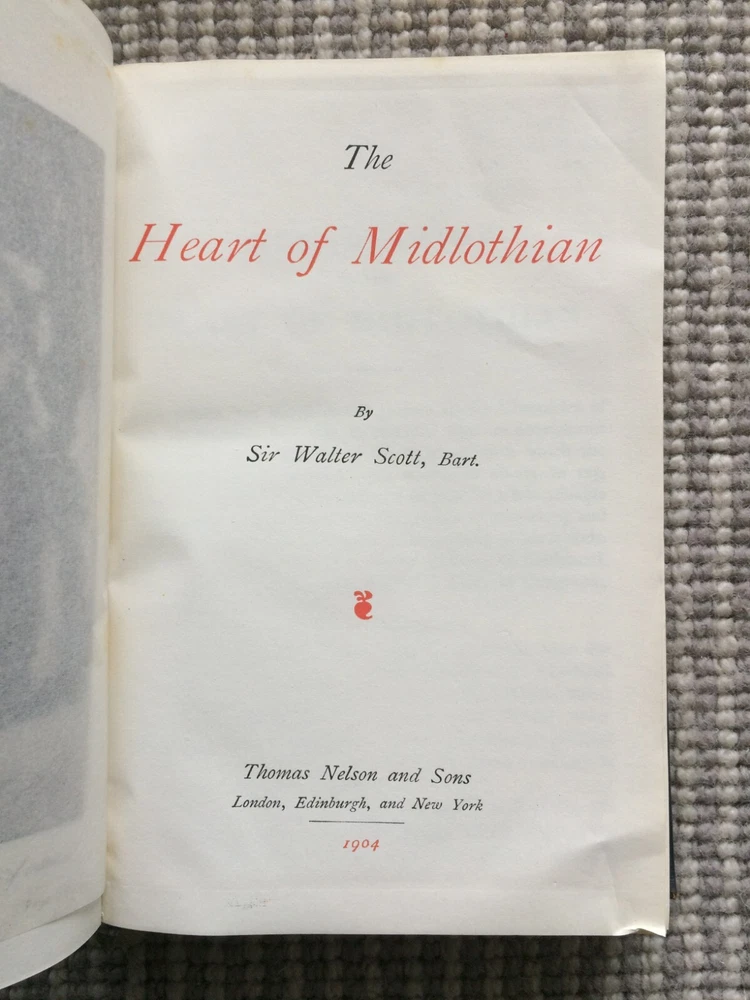 The
Heart of Midlothian
By
Sir Walter Scott, Bart.
Thomas Nelson and Sons
London, Edinburgh, and New York
1904